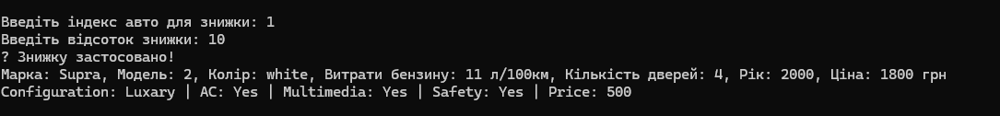 Введіть індекс авто для знижки: 1
Введіть відсоток знижки: 10
? Знижку застосовано!
Марка: Supra, Модель: 2, Колір: white, Витрати бензину: 11 л/100км, Кількість дверей: 4, Рік: 2000, Ціна: 1800 грн
Configuration: Luxary | AC: Yes | Multimedia: Yes | Safety: Yes | Price: 500